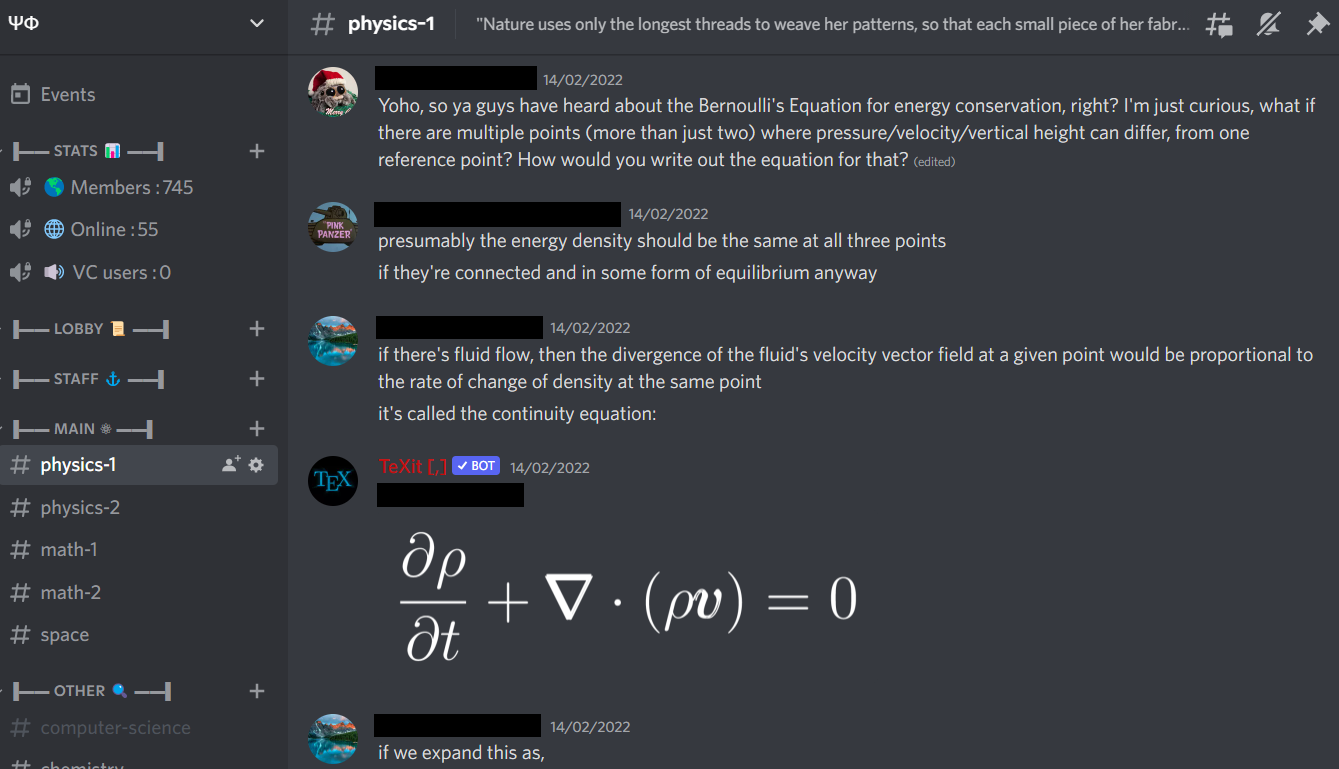 ΨΦ
Events
STATS
Members : 745
Online : 55
VC users : 0
LOBBY
STAFF
MAIN
physics-1
physics-2
math-1
math-2
space
OTHER
computer-science
chemistry
physics-1
"Nature uses only the longest threads to weave her patterns, so that each small piece of her fabr...
14/02/2022
Yoho, so ya guys have heard about the Bernoulli's Equation for energy conservation, right? I'm just curious, what if
there are multiple points (more than just two) where pressure/velocity/vertical height can differ, from one
reference point? How would you write out the equation for that? (edited)
PINK
PANZER
14/02/2022
presumably the energy density should be the same at all three points
if they're connected and in some form of equilibrium anyway
14/02/2022
if there's fluid flow, then the divergence of the fluid's velocity vector field at a given point would be proportional to
the rate of change of density at the same point
it's called the continuity equation:
TEX
TeXit [,] ✓ BOT 14/02/2022
∂ρ/∂t + ∇ · (ρv) = 0
14/02/2022
if we expand this as,